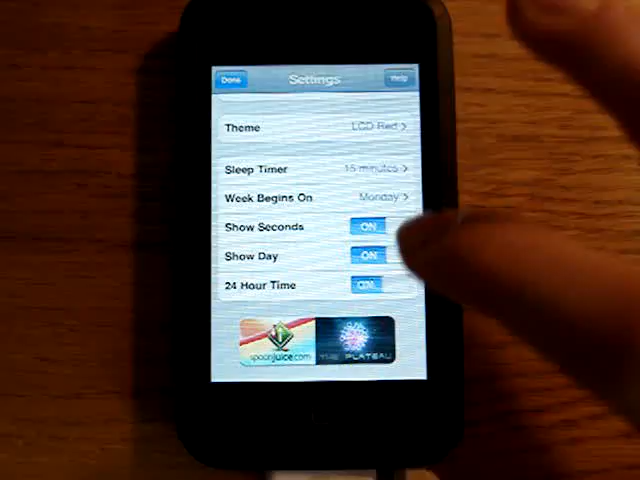 Done Settings Help
Theme LCD Red
Sleep Timer 15 minutes
Week Begins On Monday
Show Seconds ON
Show Day ON
24 Hour Time ON
spoonjuice.com THE PLATEAU